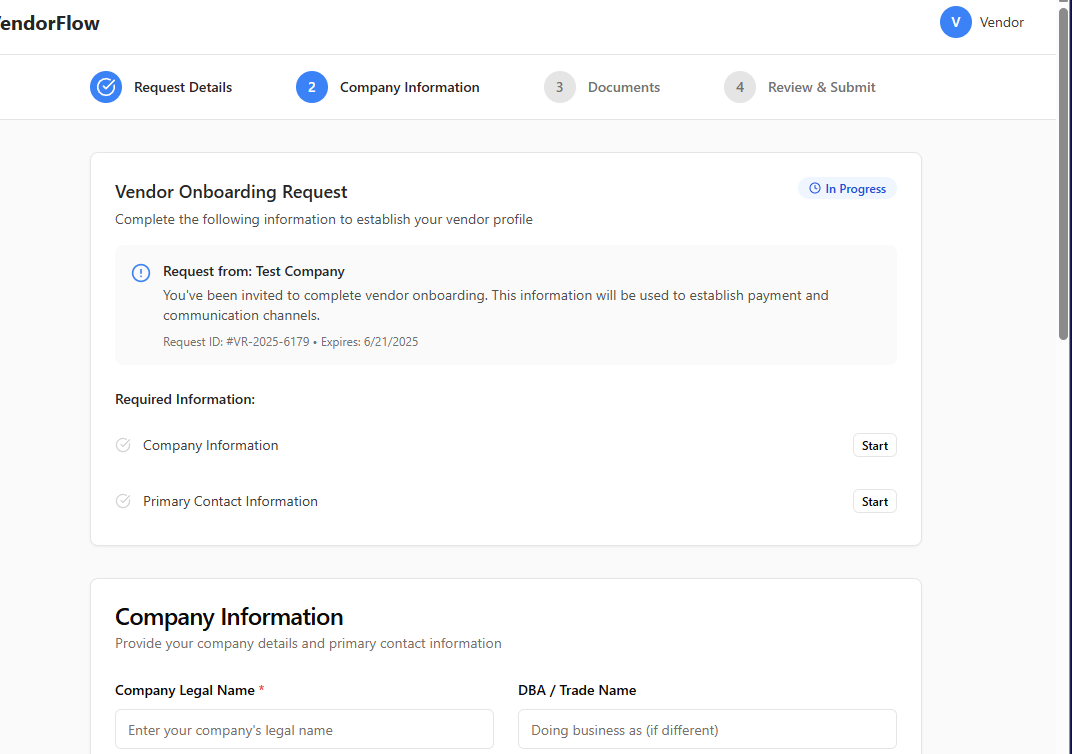 endorFlow
V Vendor
Request Details
2 Company Information
3 Documents
4 Review & Submit
Vendor Onboarding Request
In Progress
Complete the following information to establish your vendor profile
Request from: Test Company
You've been invited to complete vendor onboarding. This information will be used to establish payment and
communication channels.
Request ID: #VR-2025-6179 • Expires: 6/21/2025
Required Information:
Company Information
Start
Primary Contact Information
Start
Company Information
Provide your company details and primary contact information
Company Legal Name *
DBA / Trade Name
Enter your company's legal name
Doing business as (if different)